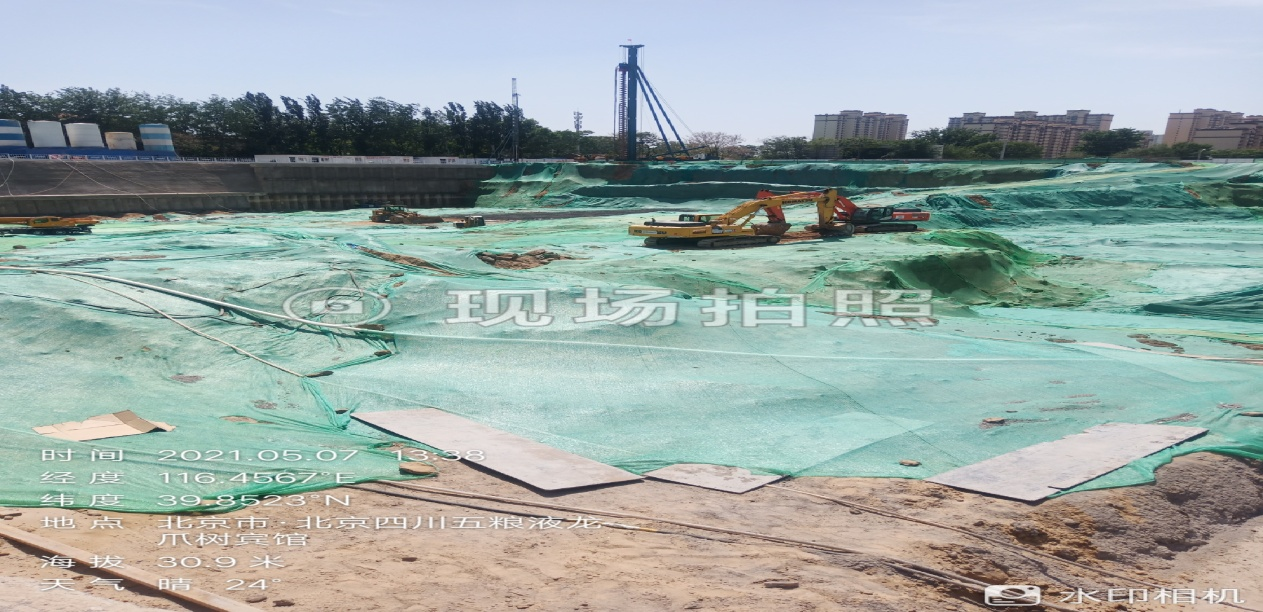 现场拍照
时间 2021.05.07 13:38
经度 116.4567°E
纬度 39.8523°N
地点 北京市·北京四川五粮液龙
爪树宾馆
海拔 30.9 米
天气 晴 24°
水印相机